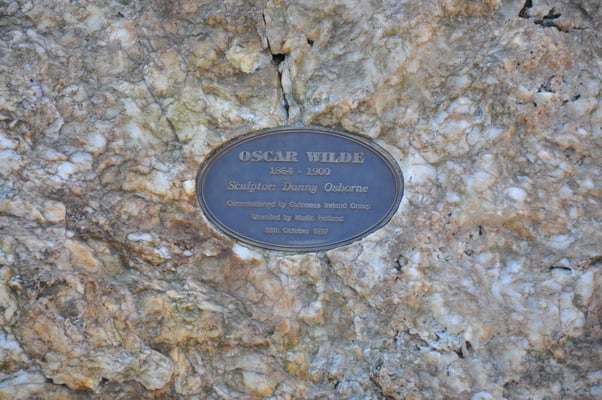 OSCAR WILDE
1854 - 1900
Sculptor: Danny Osborne
Commissioned by Guinness Ireland Group
Unveiled by Merlin Holland
28th October 1997